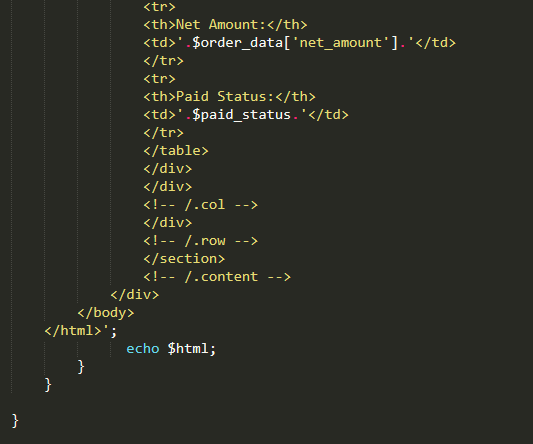 <tr>
<th>Net Amount:</th>
<td>'.$order_data['net_amount'].'</td>
</tr>
<tr>
<th>Paid Status:</th>
<td>'.$paid_status.'</td>
</tr>
</table>
</div>
</div>
<!-- /.col -->
</div>
<!-- /.row -->
</section>
<!-- /.content -->
</div>
</body>
</html>';
echo $html;
}
}
}